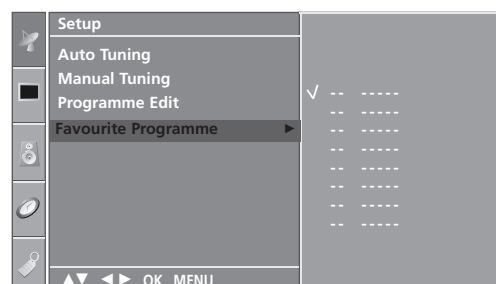 Setup
Auto Tuning
Manual Tuning
Programme Edit
Favourite Programme ►
√ -- -----
-- -----
-- -----
-- -----
-- -----
-- -----
-- -----
-- -----
▲▼ ◄► OK MENU